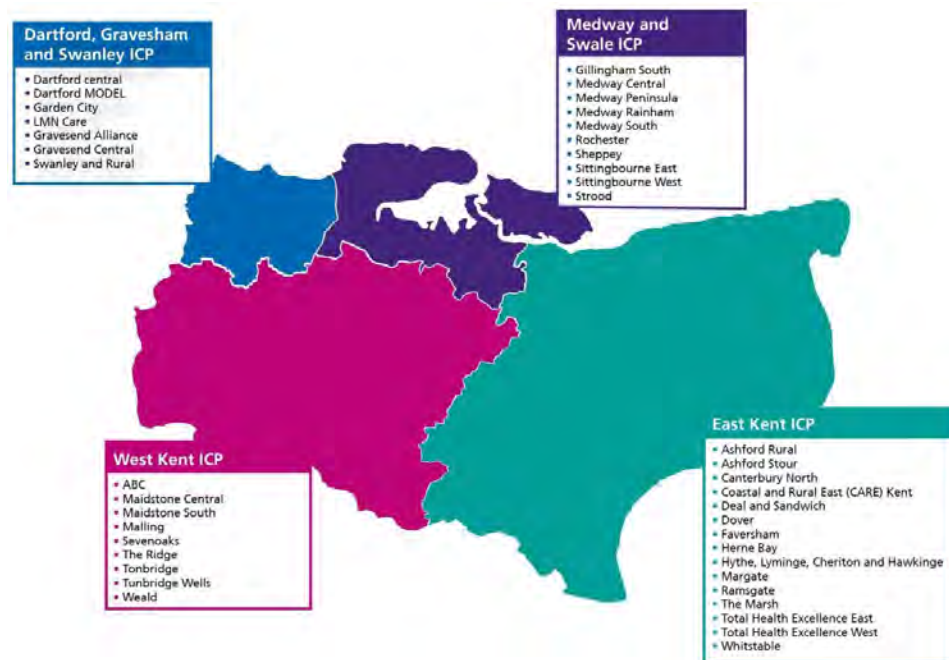 Dartford, Gravesham
and Swanley ICP
• Dartford central
• Dartford MODEL
• Garden City
• LMN Care
• Gravesend Alliance
• Gravesend Central
• Swanley and Rural
Medway and
Swale ICP
• Gillingham South
• Medway Central
• Medway Peninsula
• Medway Rainham
• Medway South
• Rochester
• Sheppey
• Sittingbourne East
• Sittingbourne West
• Strood
West Kent ICP
• ABC
• Maidstone Central
• Maidstone South
• Malling
• Sevenoaks
• The Ridge
• Tonbridge
• Tunbridge Wells
• Weald
East Kent ICP
• Ashford Rural
• Ashford Stour
• Canterbury North
• Coastal and Rural East (CARE) Kent
• Deal and Sandwich
• Dover
• Faversham
• Herne Bay
• Hythe, Lyminge, Cheriton and Hawkinge
• Margate
• Ramsgate
• The Marsh
• Total Health Excellence East
• Total Health Excellence West
• Whitstable